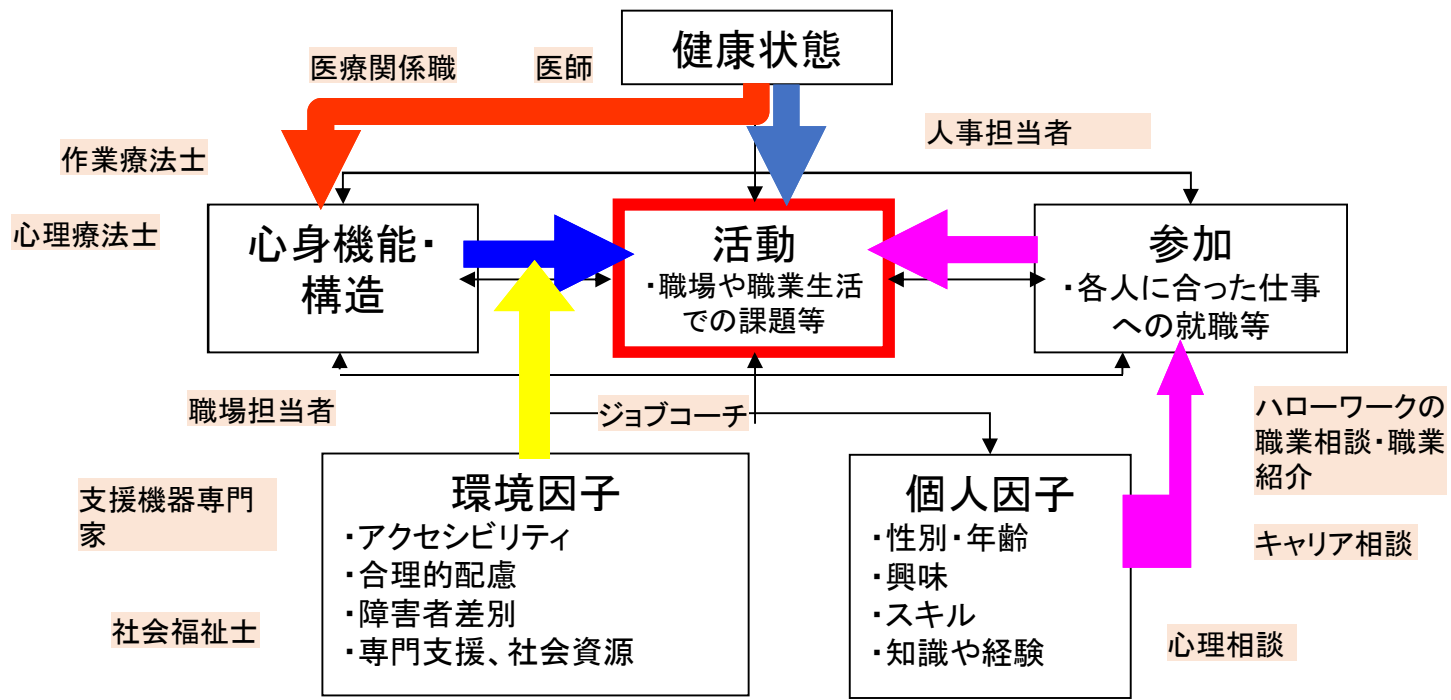 健康状態
医療関係職
医師
人事担当者
作業療法士
心理療法士
心身機能・
構造
活動
・職場や職業生活
での課題等
参加
・各人に合った仕事
への就職等
職場担当者
ジョブコーチ
ハローワークの
職業相談・職業
紹介
支援機器専門
家
環境因子
・アクセシビリティ
・合理的配慮
・障害者差別
・専門支援、社会資源
個人因子
・性別・年齢
・興味
・スキル
・知識や経験
キャリア相談
社会福祉士
心理相談